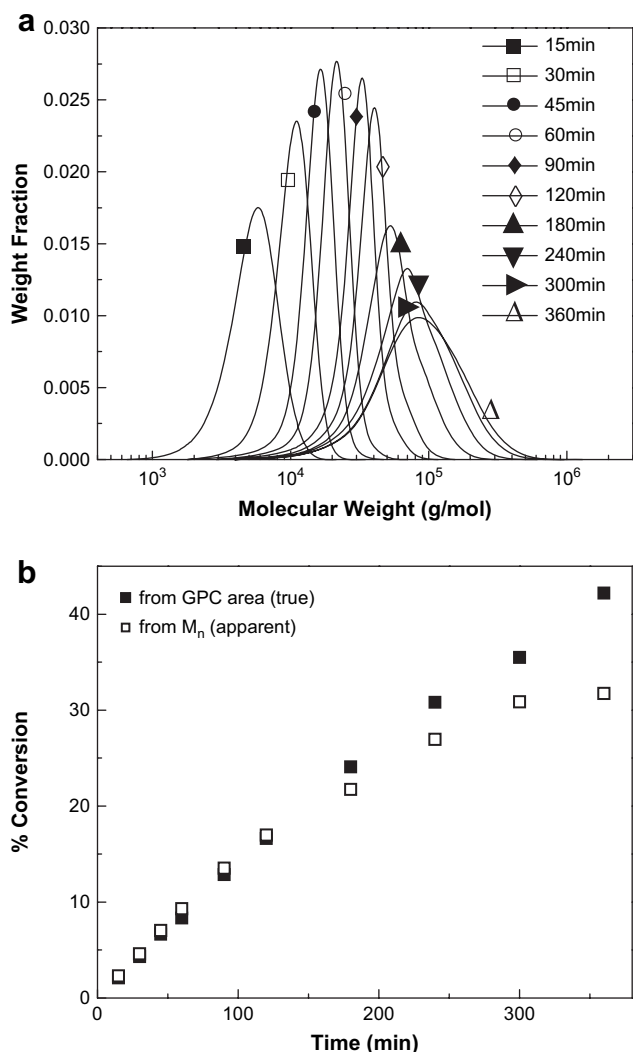 a
0.030
0.025
0.020
0.015
0.010
0.005
0.000
Weight Fraction
15min
30min
45min
60min
90min
120min
180min
240min
300min
360min
10³ 10⁴ 10⁵ 10⁶
Molecular Weight (g/mol)
b
from GPC area (true)
from Mₙ (apparent)
40
30
20
10
0
% Conversion
0 100 200 300
Time (min)